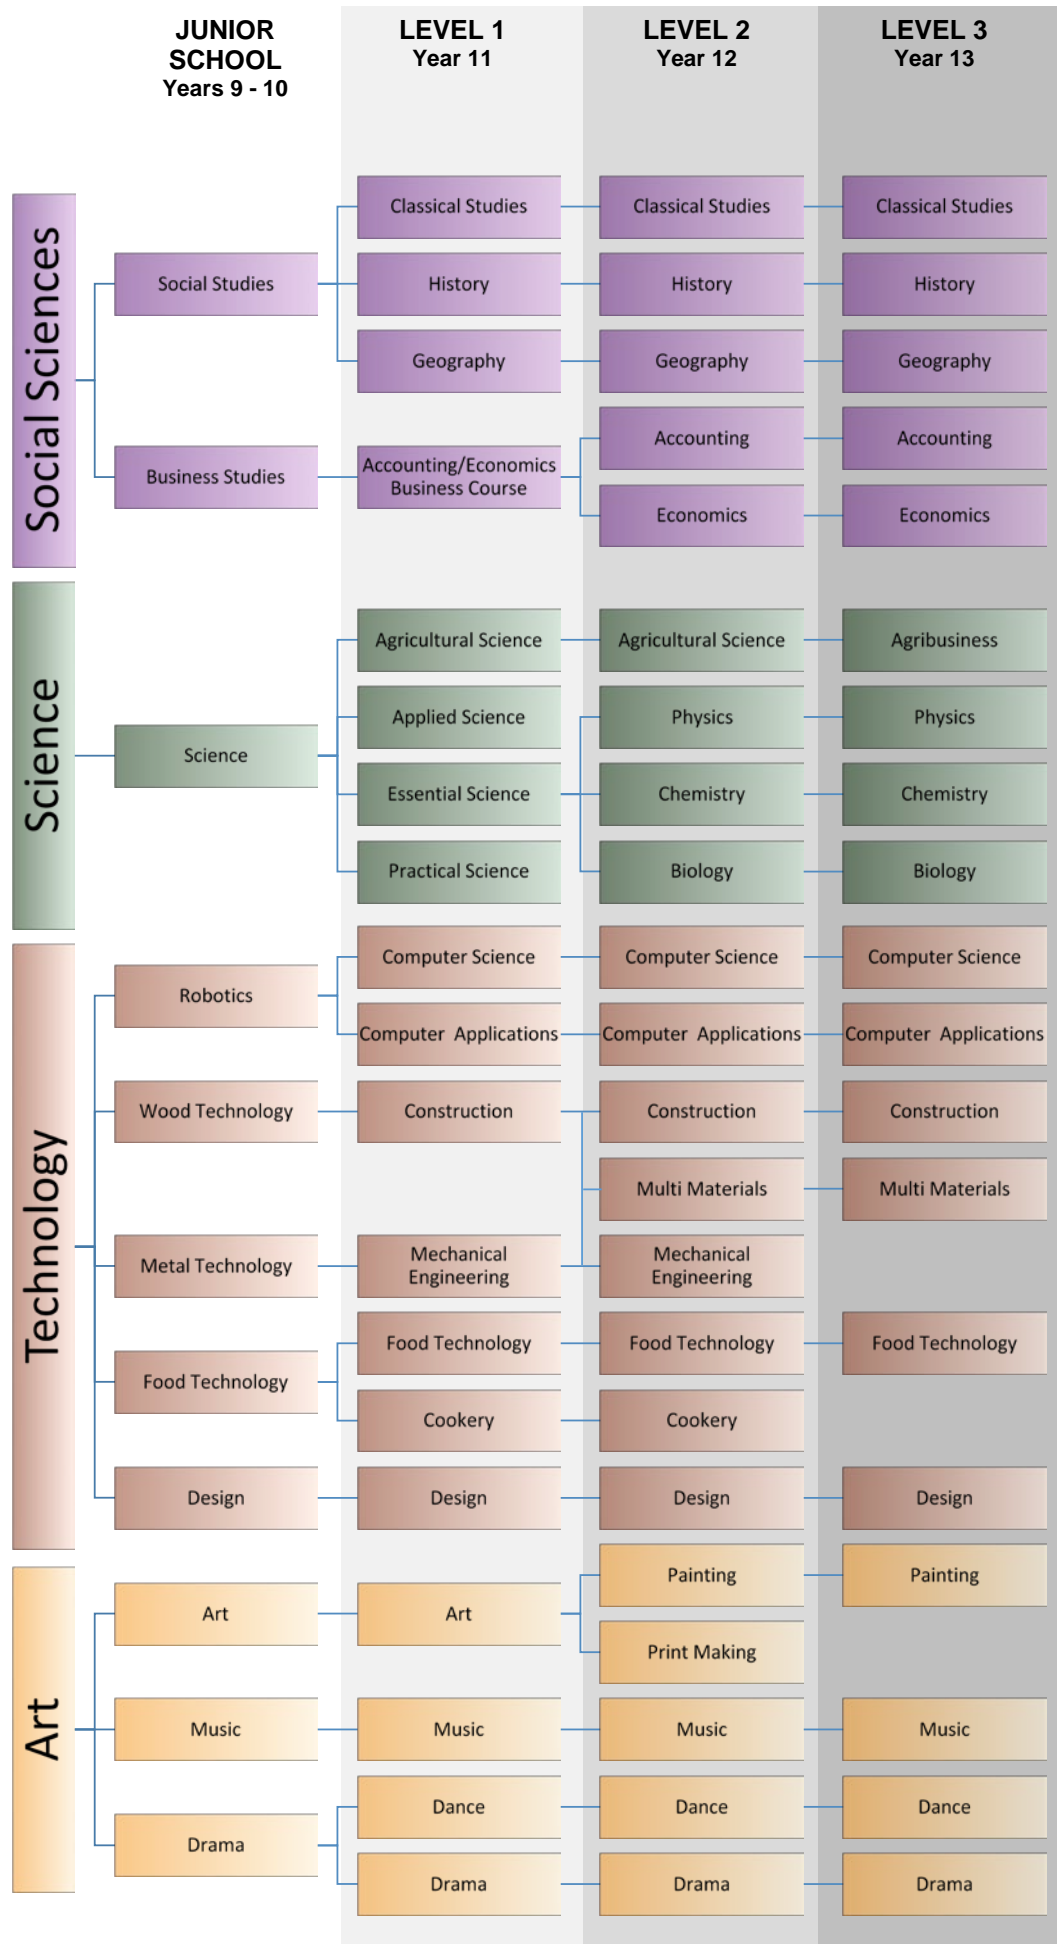 JUNIOR
SCHOOL
Years 9 - 10
LEVEL 1
Year 11
LEVEL 2
Year 12
LEVEL 3
Year 13
Social Sciences
Social Studies
Classical Studies
Classical Studies
Classical Studies
History
History
History
Geography
Geography
Geography
Business Studies
Accounting/Economics
Business Course
Accounting
Accounting
Economics
Economics
Science
Science
Agricultural Science
Agricultural Science
Agribusiness
Applied Science
Physics
Physics
Essential Science
Chemistry
Chemistry
Practical Science
Biology
Biology
Technology
Robotics
Computer Science
Computer Science
Computer Science
Computer Applications
Computer Applications
Computer Applications
Wood Technology
Construction
Construction
Construction
Multi Materials
Multi Materials
Metal Technology
Mechanical
Engineering
Mechanical
Engineering
Food Technology
Food Technology
Food Technology
Food Technology
Cookery
Cookery
Design
Design
Design
Design
Art
Art
Art
Painting
Painting
Print Making
Music
Music
Music
Music
Drama
Dance
Dance
Dance
Drama
Drama
Drama